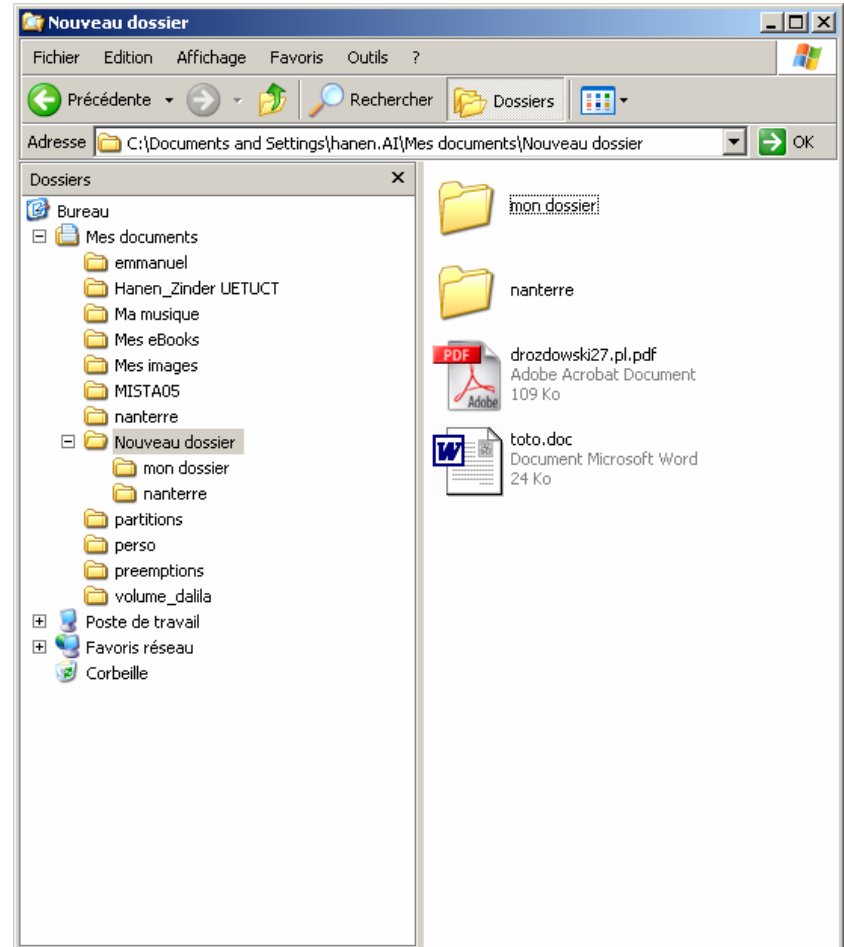 Nouveau dossier
Fichier Edition Affichage Favoris Outils ?
Précédente Rechercher Dossiers
Adresse C:\Documents and Settings\hanen.AI\Mes documents\Nouveau dossier OK
Dossiers
Bureau
Mes documents
emmanuel
Hanen_Zinder UETUCT
Ma musique
Mes eBooks
Mes images
MISTA05
nanterre
Nouveau dossier
mon dossier
nanterre
partitions
perso
preemptions
volume_dalila
Poste de travail
Favoris réseau
Corbeille
mon dossier
nanterre
PDF
Adobe
drozdowski27.pl.pdf
Adobe Acrobat Document
109 Ko
W
toto.doc
Document Microsoft Word
24 Ko